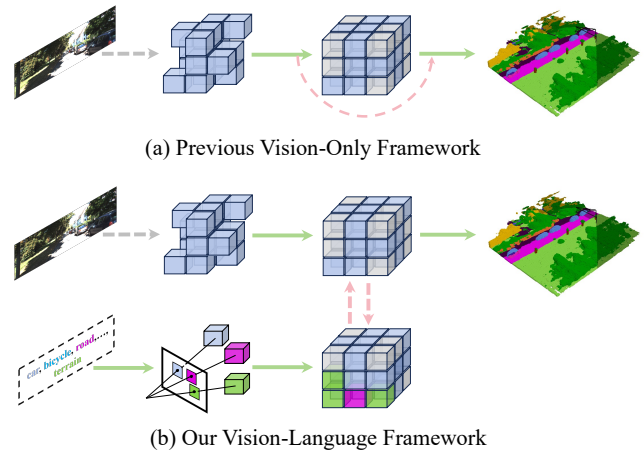 (a) Previous Vision-Only Framework
car, bicycle, road,.....
terrain
(b) Our Vision-Language Framework